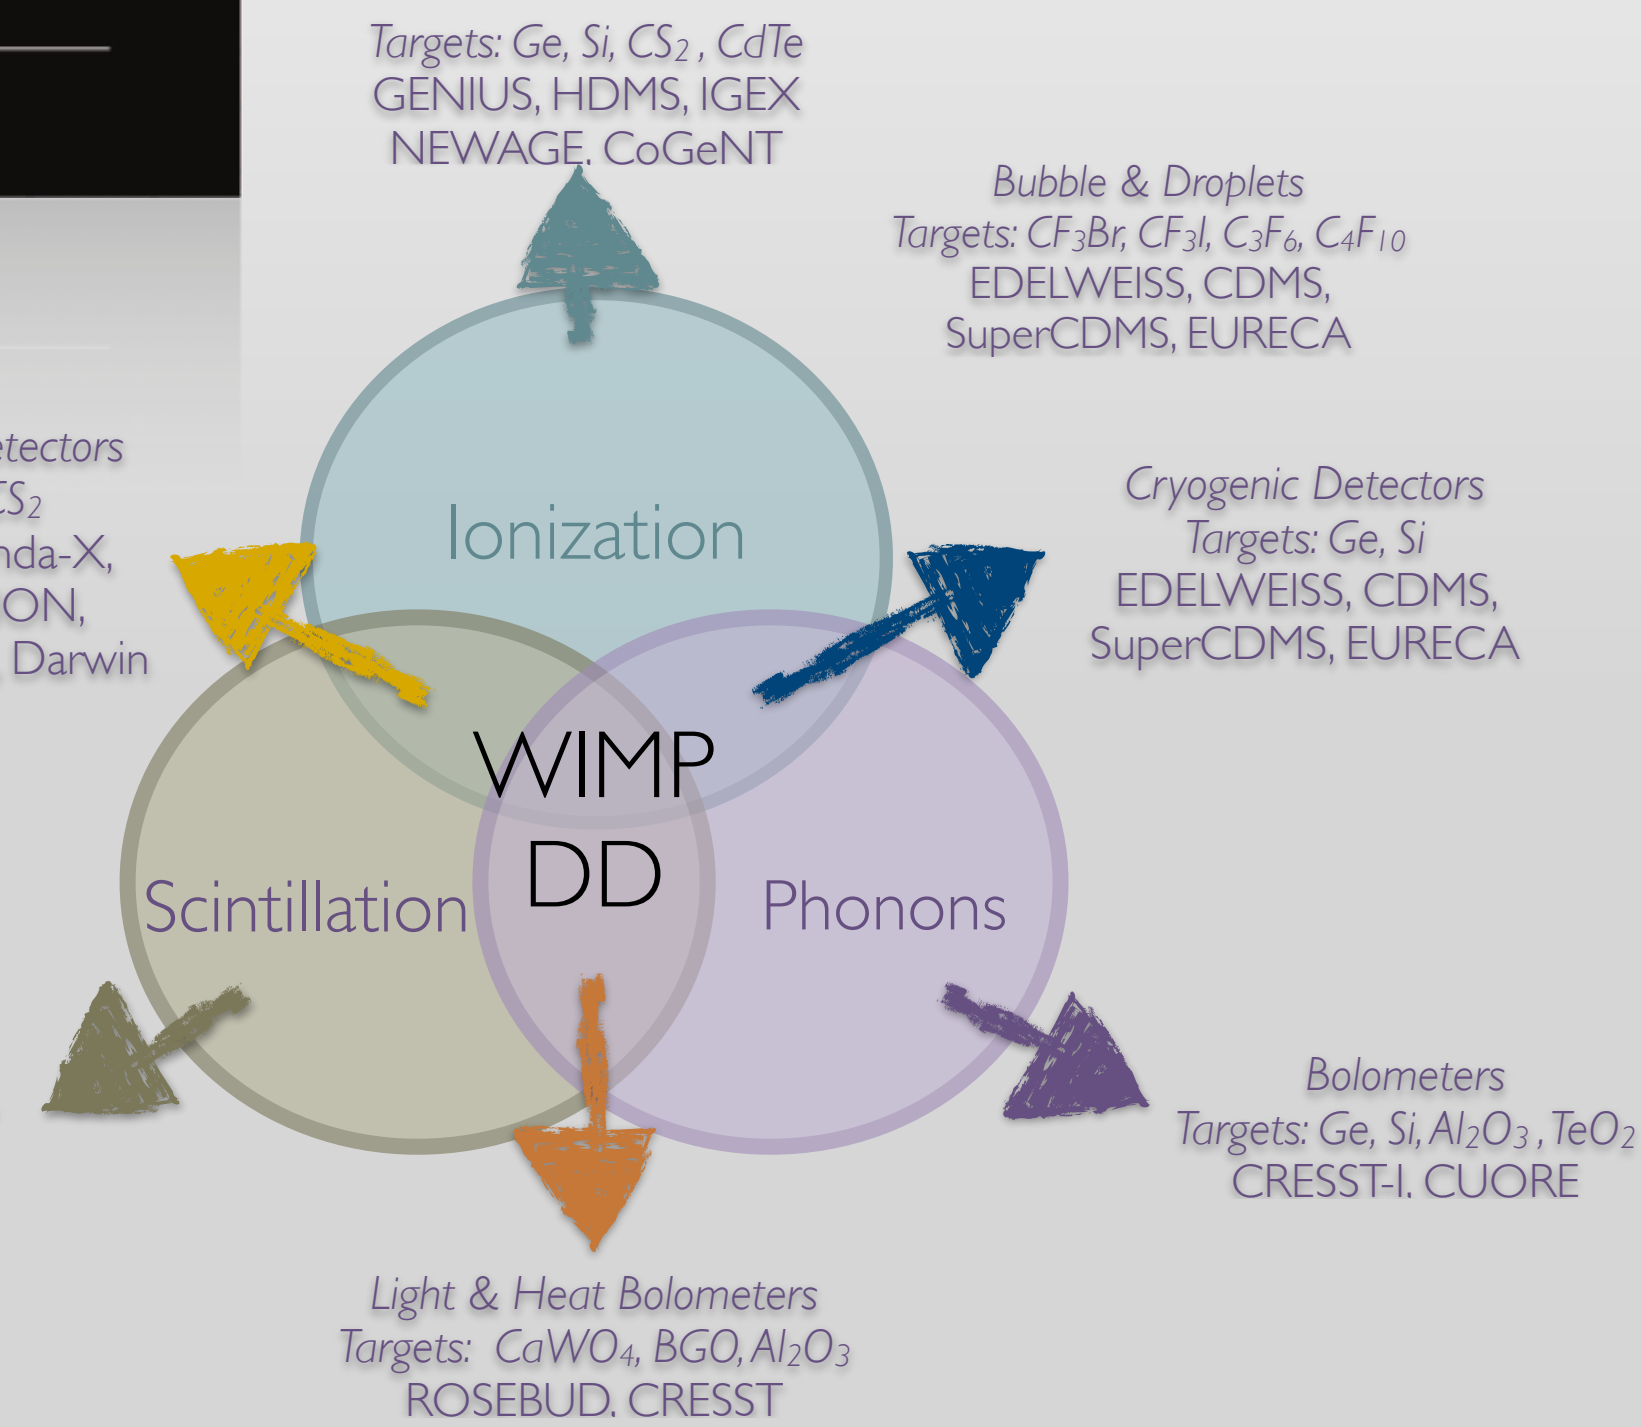 Targets: Ge, Si, CS₂ , CdTe
GENIUS, HDMS, IGEX
NEWAGE, CoGeNT
Bubble & Droplets
Targets: CF₃Br, CF₃I, C₃F₆, C₄F₁₀
EDELWEISS, CDMS,
SuperCDMS, EURECA
Ionization
CS₂
Darwin
Cryogenic Detectors
Targets: Ge, Si
EDELWEISS, CDMS,
SuperCDMS, EURECA
WIMP
DD
Scintillation
Phonons
Bolometers
Targets: Ge, Si, Al₂O₃ , TeO₂
CRESST-I, CUORE
Light & Heat Bolometers
Targets: CaWO₄, BGO, Al₂O₃
ROSEBUD, CRESST